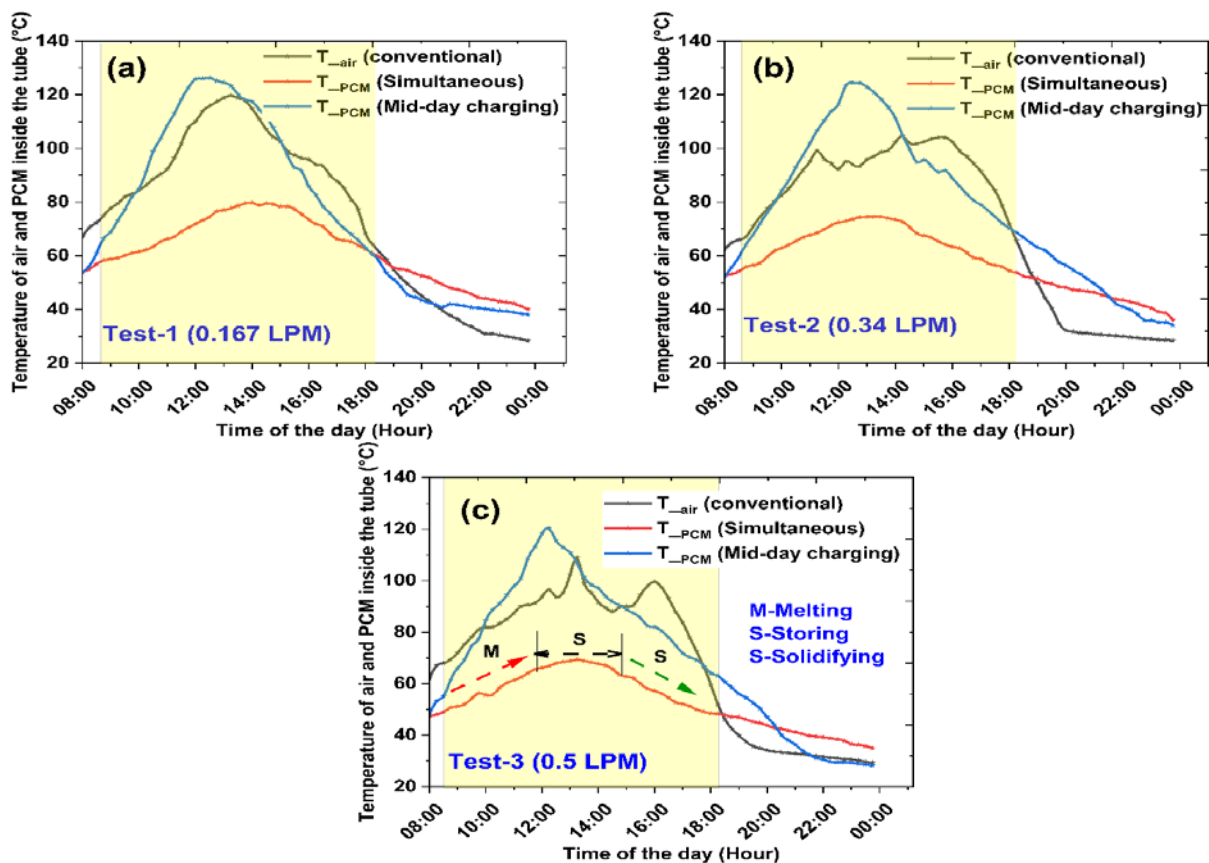 Temperature of air and PCM inside the tube (°C)
140
120
100
80
60
40
20
(a)
T_air (conventional)
T_PCM (Simultaneous)
T_PCM (Mid-day charging)
Test-1 (0.167 LPM)
08:00
10:00
12:00
14:00
16:00
18:00
20:00
22:00
00:00
Time of the day (Hour)
Temperature of air and PCM inside the tube (°C)
140
120
100
80
60
40
20
(b)
T_air (conventional)
T_PCM (Simultaneous)
T_PCM (Mid-day charging)
Test-2 (0.34 LPM)
08:00
10:00
12:00
14:00
16:00
18:00
20:00
22:00
00:00
Time of the day (Hour)
Temperature of air and PCM inside the tube (°C)
140
120
100
80
60
40
20
(c)
T_air (conventional)
T_PCM (Simultaneous)
T_PCM (Mid-day charging)
M
S
S
M-Melting
S-Storing
S-Solidifying
Test-3 (0.5 LPM)
08:00
10:00
12:00
14:00
16:00
18:00
20:00
22:00
00:00
Time of the day (Hour)